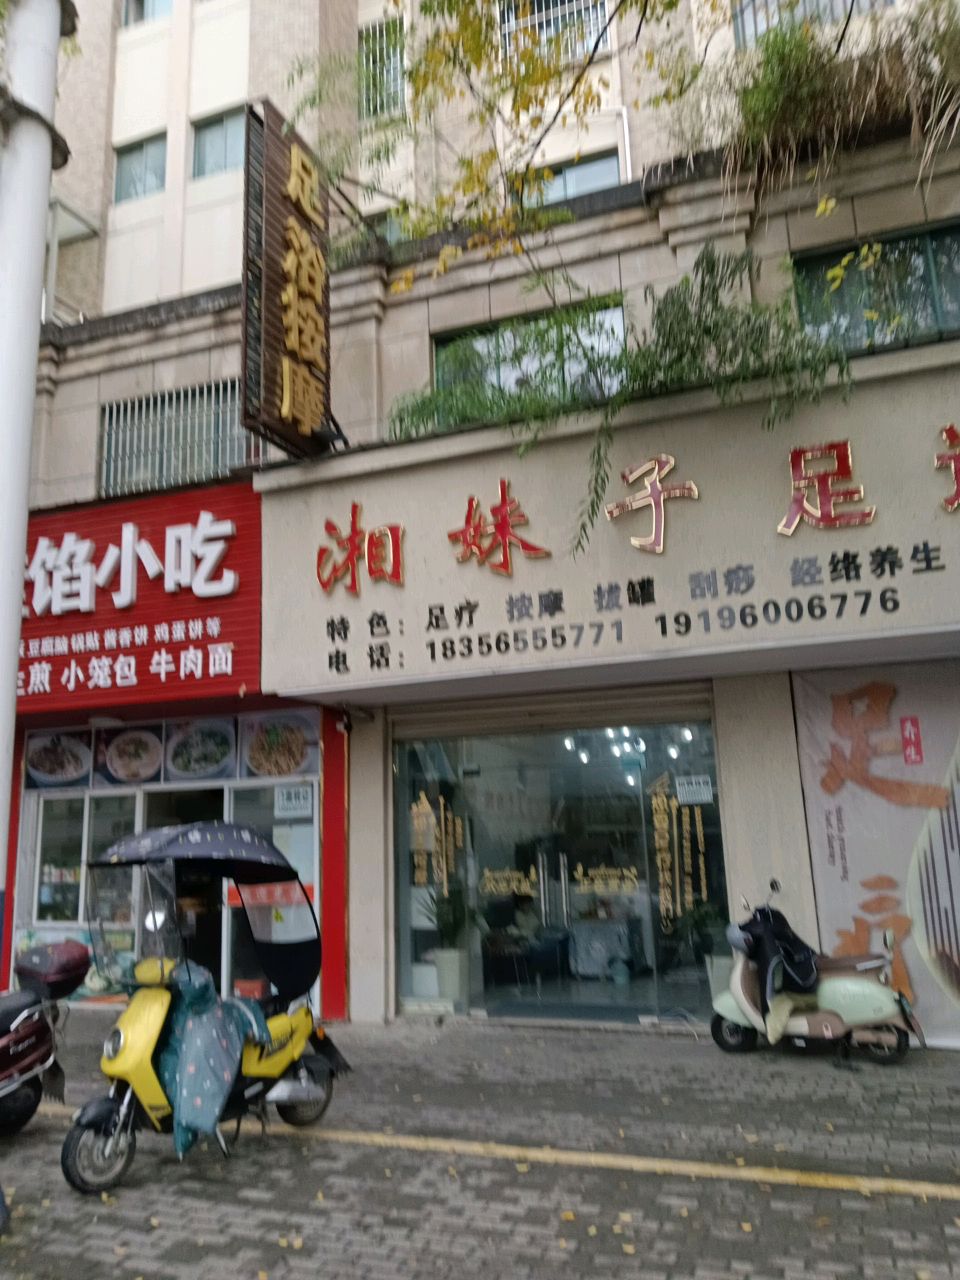 足浴按摩
馅小吃
豆腐脑 锅贴 酱香饼 鸡蛋饼等
煎 小笼包 牛肉面
湘妹子足
特色：足疗 按摩 拔罐 刮痧 经络养生
电话：18356555771 19196006776
足
养生